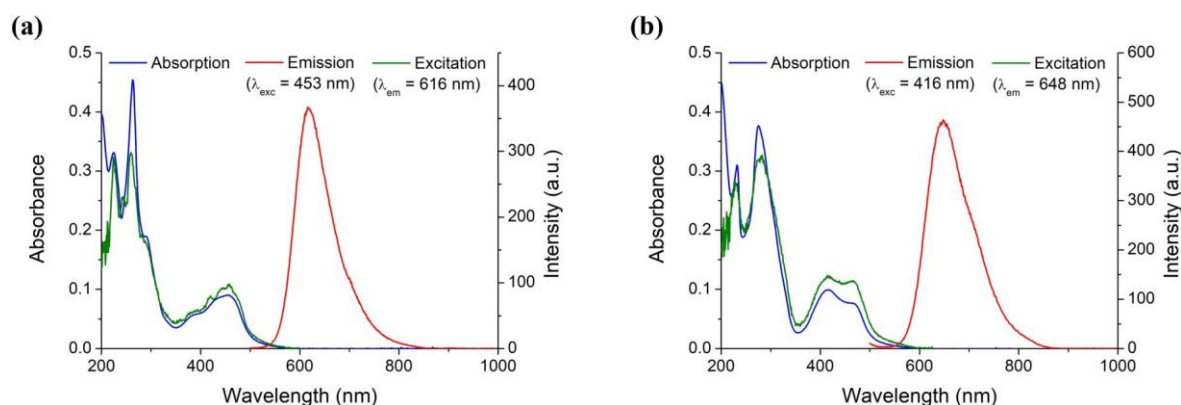 (a)
0.5
0.4
0.3
0.2
0.1
0.0
Absorbance
Absorption
Emission
(λexc = 453 nm)
Excitation
(λem = 616 nm)
400
300
200
100
0
Intensity (a.u.)
200 400 600 800 1000
Wavelength (nm)
(b)
0.5
0.4
0.3
0.2
0.1
0.0
Absorbance
Absorption
Emission
(λexc = 416 nm)
Excitation
(λem = 648 nm)
600
500
400
300
200
100
0
Intensity (a.u.)
200 400 600 800 1000
Wavelength (nm)